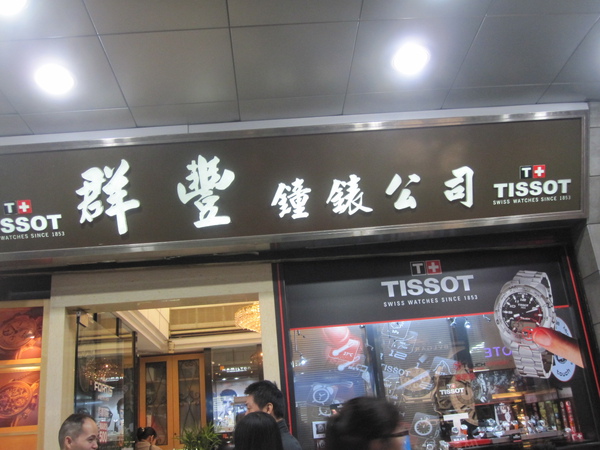 T+
SSOT
WATCHES SINCE 1853
群豐鐘錶公司
T+
TISSOT
SWISS WATCHES SINCE 1853
T+
TISSOT
SWISS WATCHES SINCE 1853
TISSOT